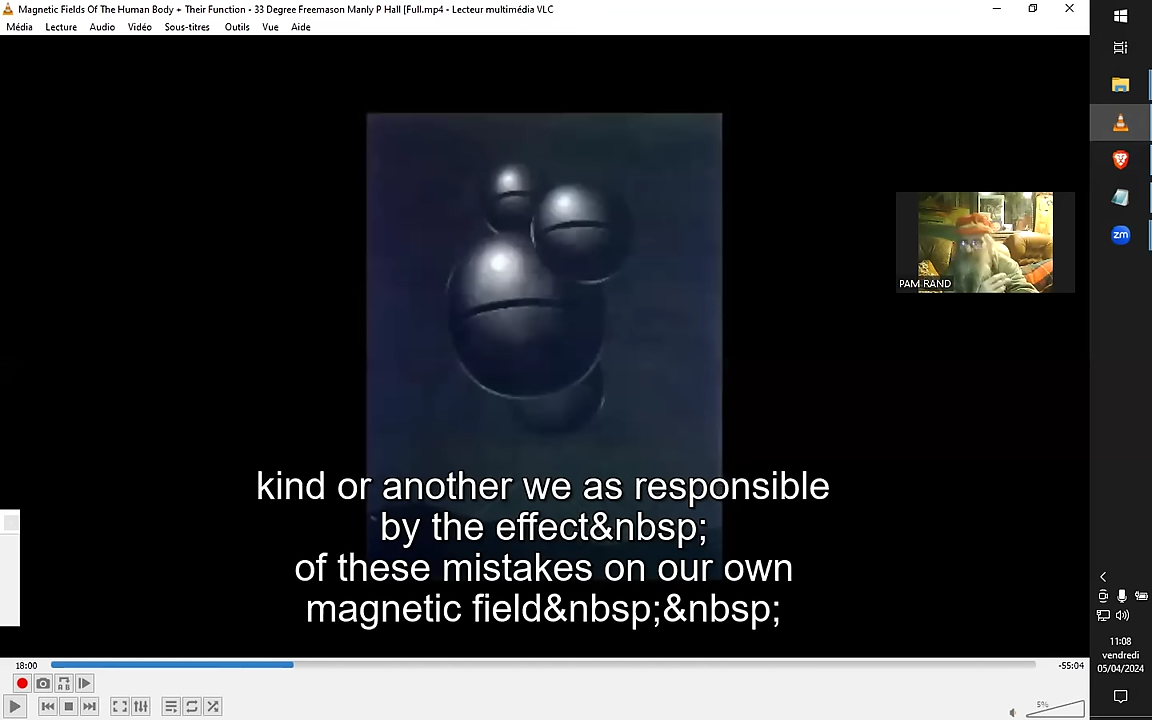 Magnetic Fields Of The Human Body + Their Function - 33 Degree Freemason Manly P Hall [Full.mp4 - Lecteur multimédia VLC
Média Lecture Audio Vidéo Sous-titres Outils Vue Aide
PAM RAND
zm
kind or another we as responsible
by the effect&nbsp;
of these mistakes on our own
magnetic field&nbsp;&nbsp;
18:00
-55:04
5%
11:08
vendredi
05/04/2024